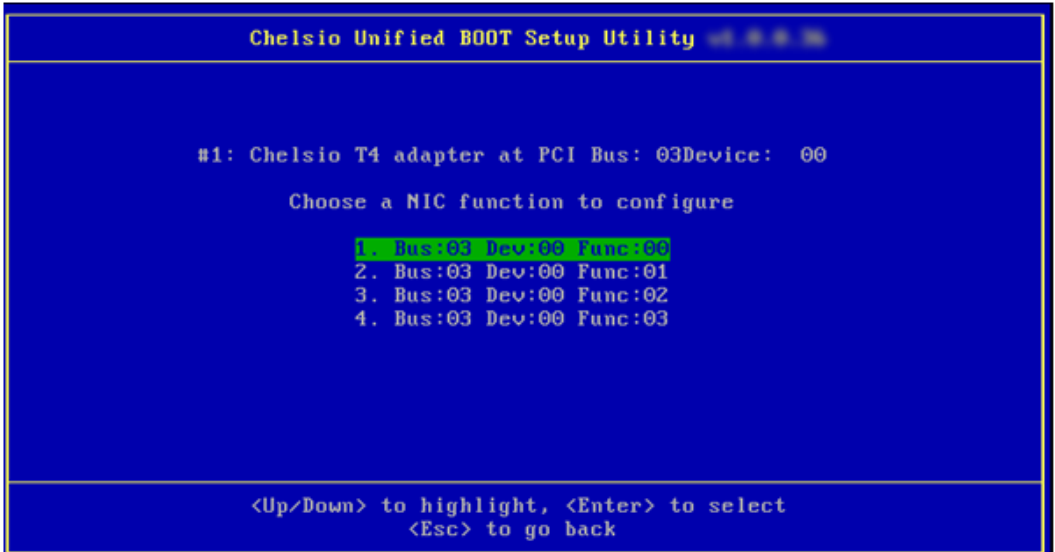 Chelsio Unified BOOT Setup Utility
#1: Chelsio T4 adapter at PCI Bus: 03Device:  00
Choose a NIC function to configure
1. Bus:03 Dev:00 Func:00
2. Bus:03 Dev:00 Func:01
3. Bus:03 Dev:00 Func:02
4. Bus:03 Dev:00 Func:03
<Up/Down> to highlight, <Enter> to select
<Esc> to go back